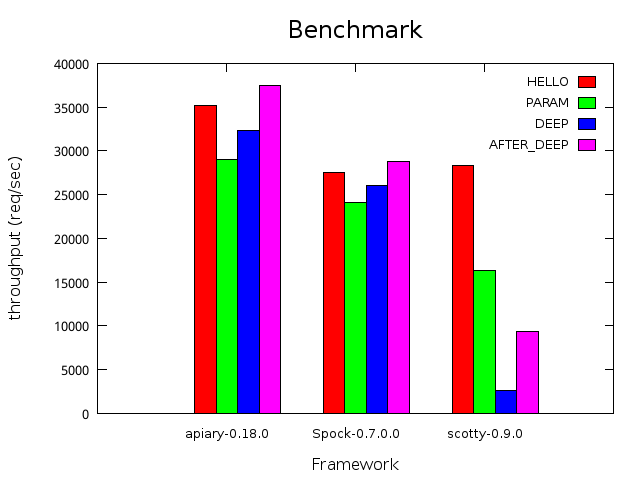 Benchmark
throughput (req/sec)
40000
35000
30000
25000
20000
15000
10000
5000
0
HELLO
PARAM
DEEP
AFTER_DEEP
apiary-0.18.0
Spock-0.7.0.0
scotty-0.9.0
Framework